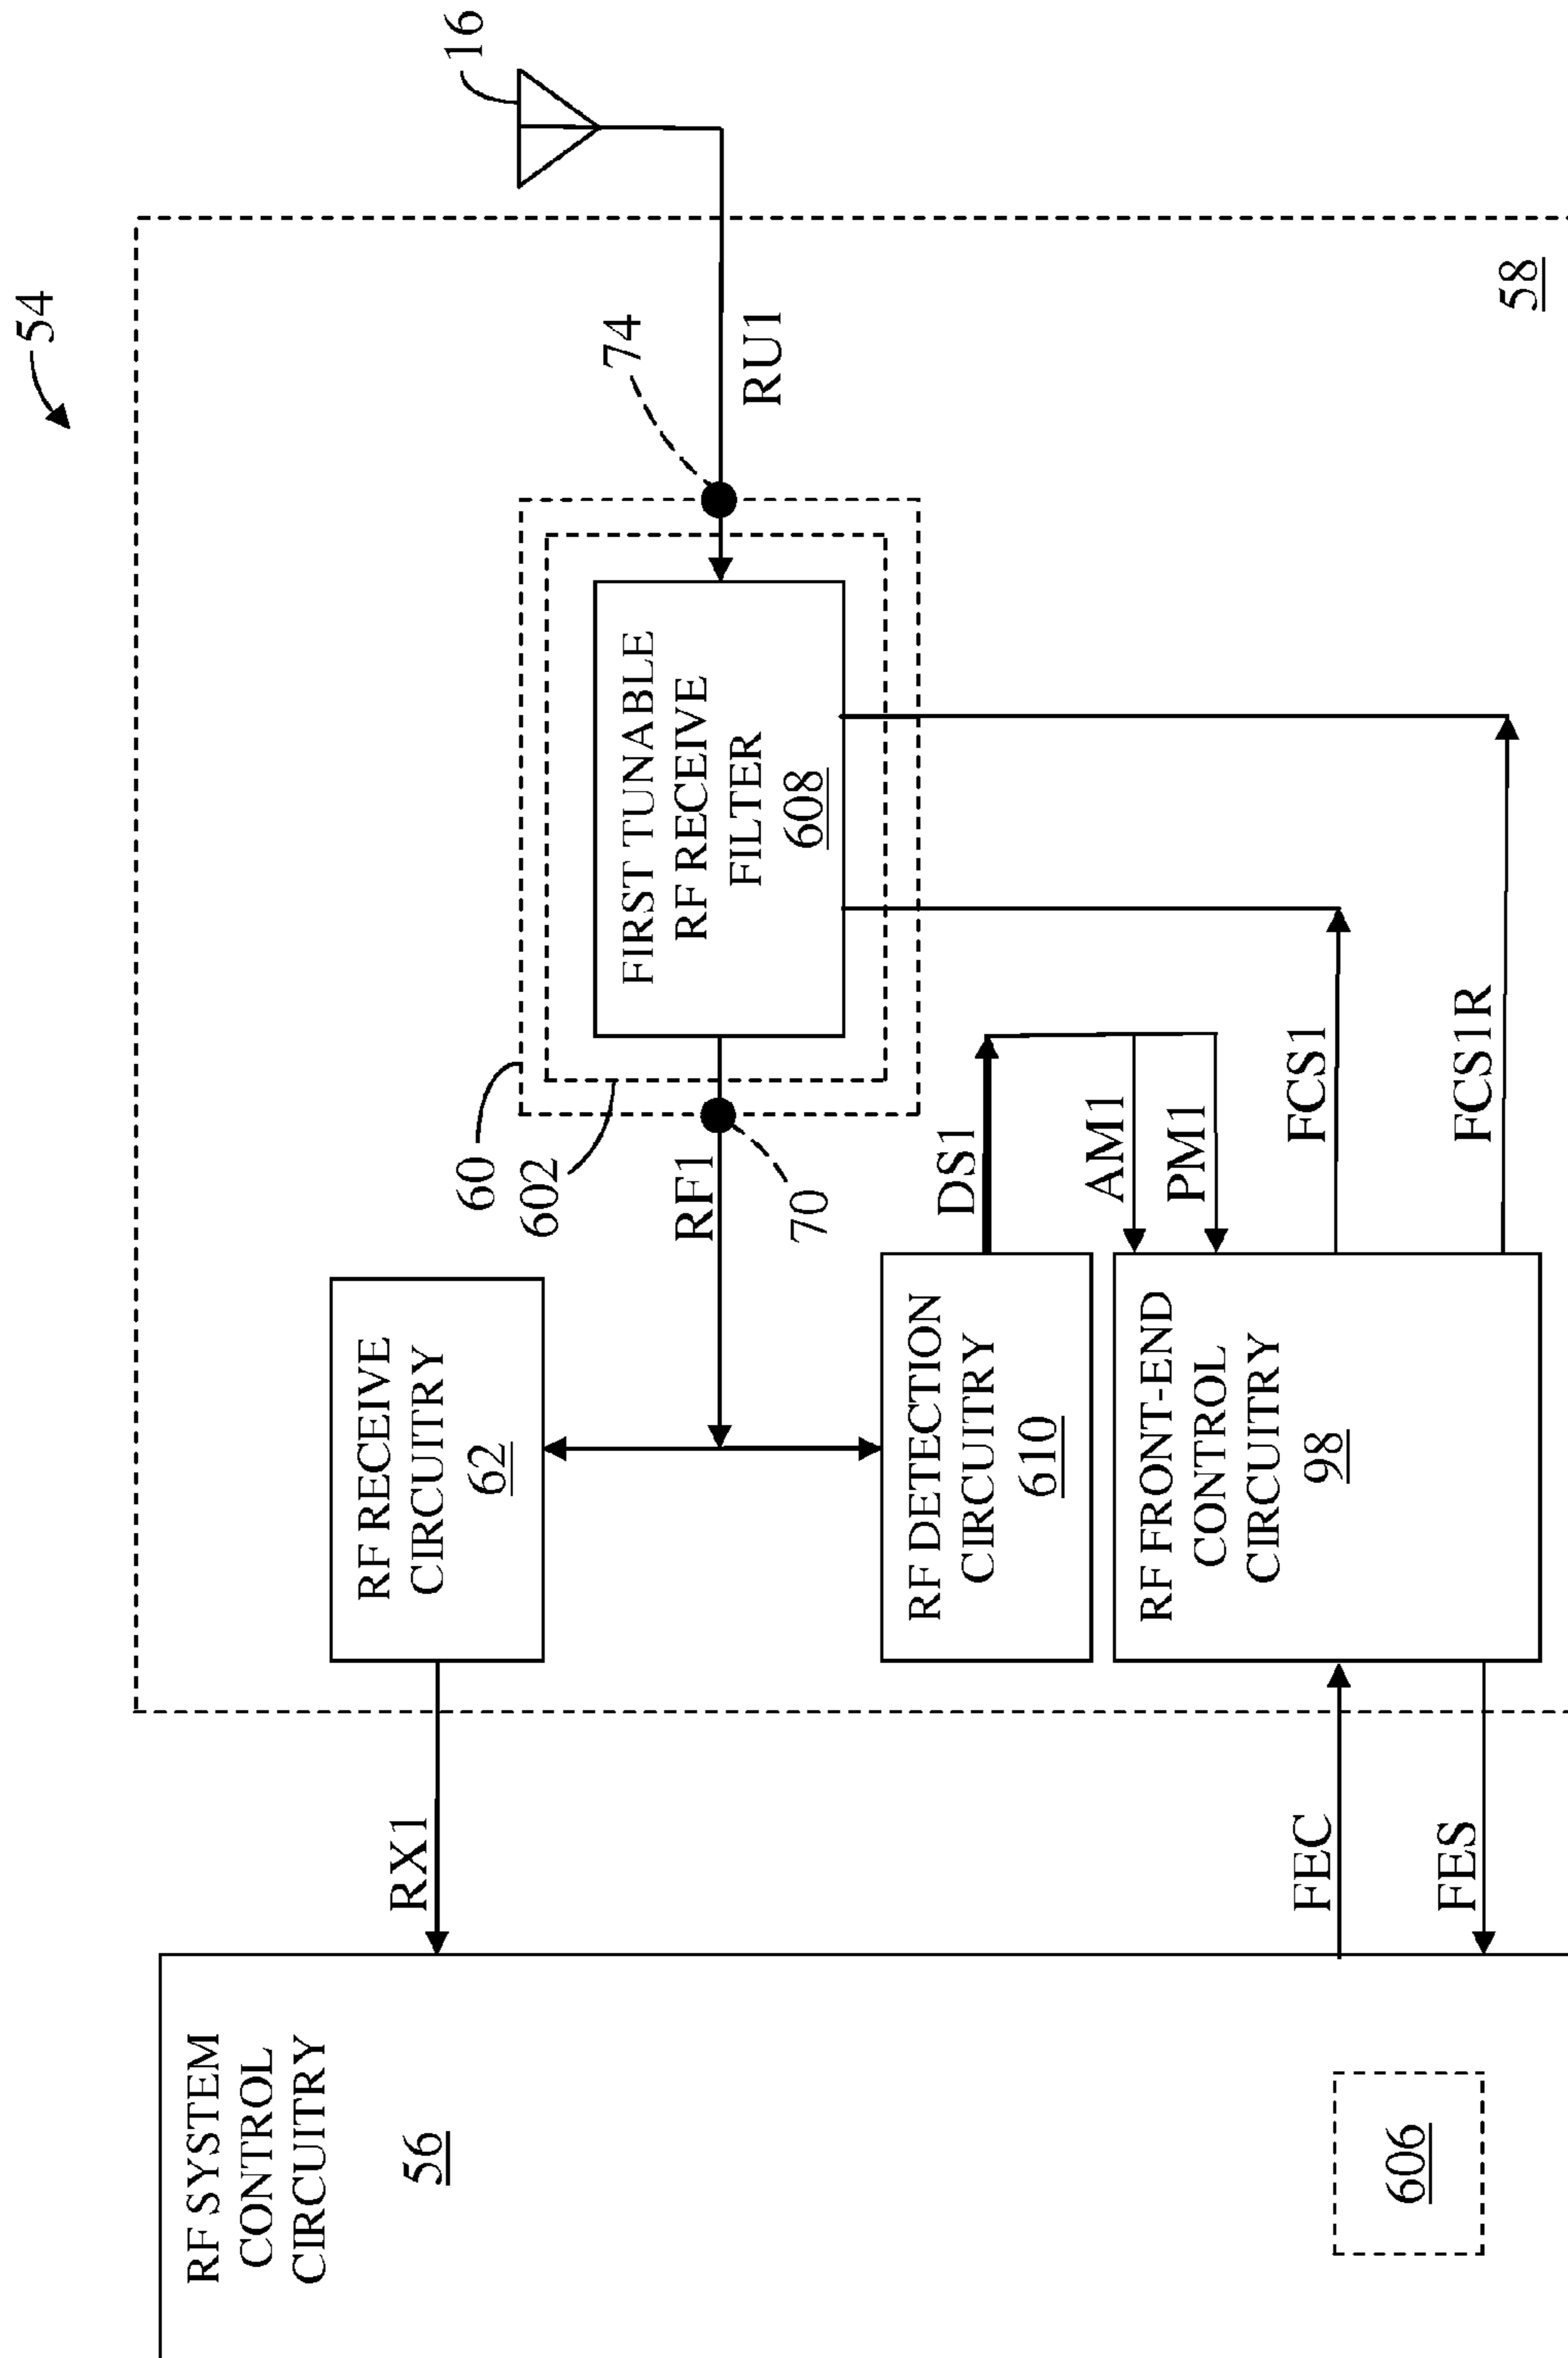 54
RF SYSTEM
CONTROL
CIRCUITRY
56
606
RX1
FEC
FES
RF RECEIVE
CIRCUITRY
62
RF DETECTION
CIRCUITRY
610
RF FRONT-END
CONTROL
CIRCUITRY
98
60
602
RF1
70
DS1
AM1
PM1
FCS1
FCS1R
FIRST TUNABLE
RF RECEIVE
FILTER
608
74
RU1
16
58